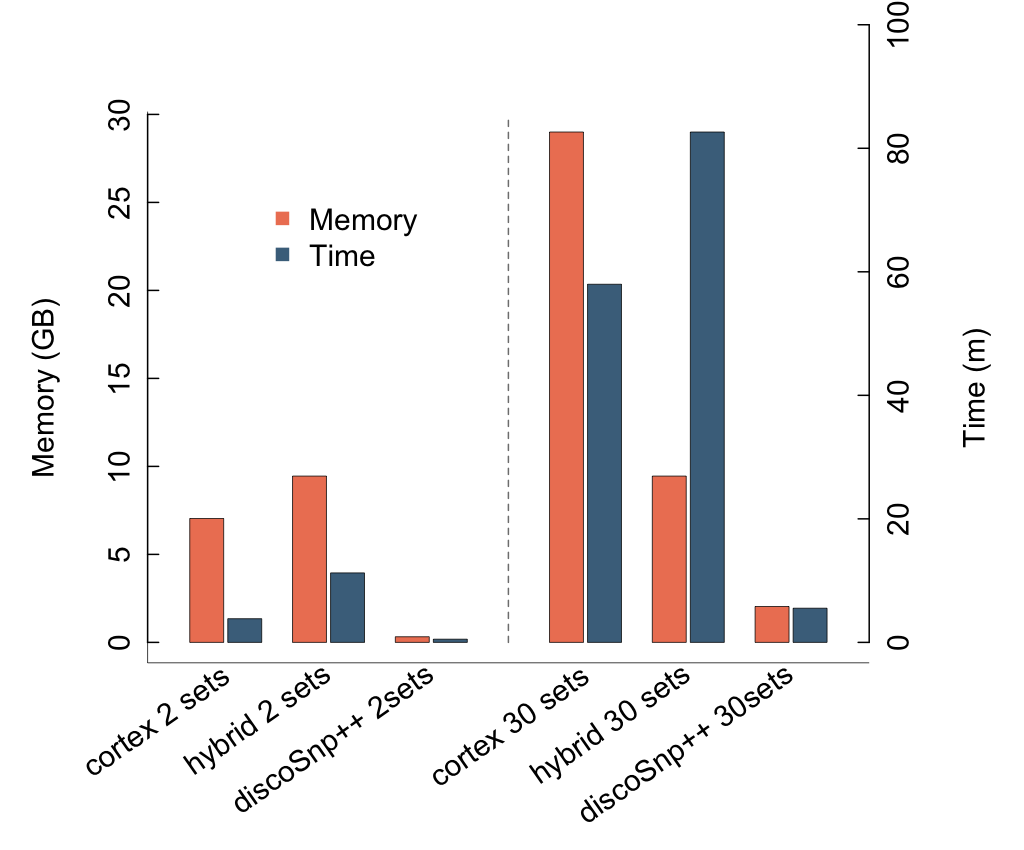 Memory (GB)
30
25
20
15
10
5
0
Memory
Time
100
80
60
40
20
0
Time (m)
cortex 2 sets
hybrid 2 sets
discoSnp++ 2sets
cortex 30 sets
hybrid 30 sets
discoSnp++ 30sets